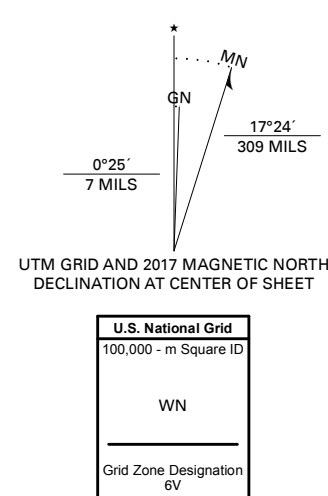 ★
MN
GN
17°24´
309 MILS
0°25´
7 MILS
UTM GRID AND 2017 MAGNETIC NORTH
DECLINATION AT CENTER OF SHEET
U.S. National Grid
100,000 - m Square ID
WN
Grid Zone Designation
6V